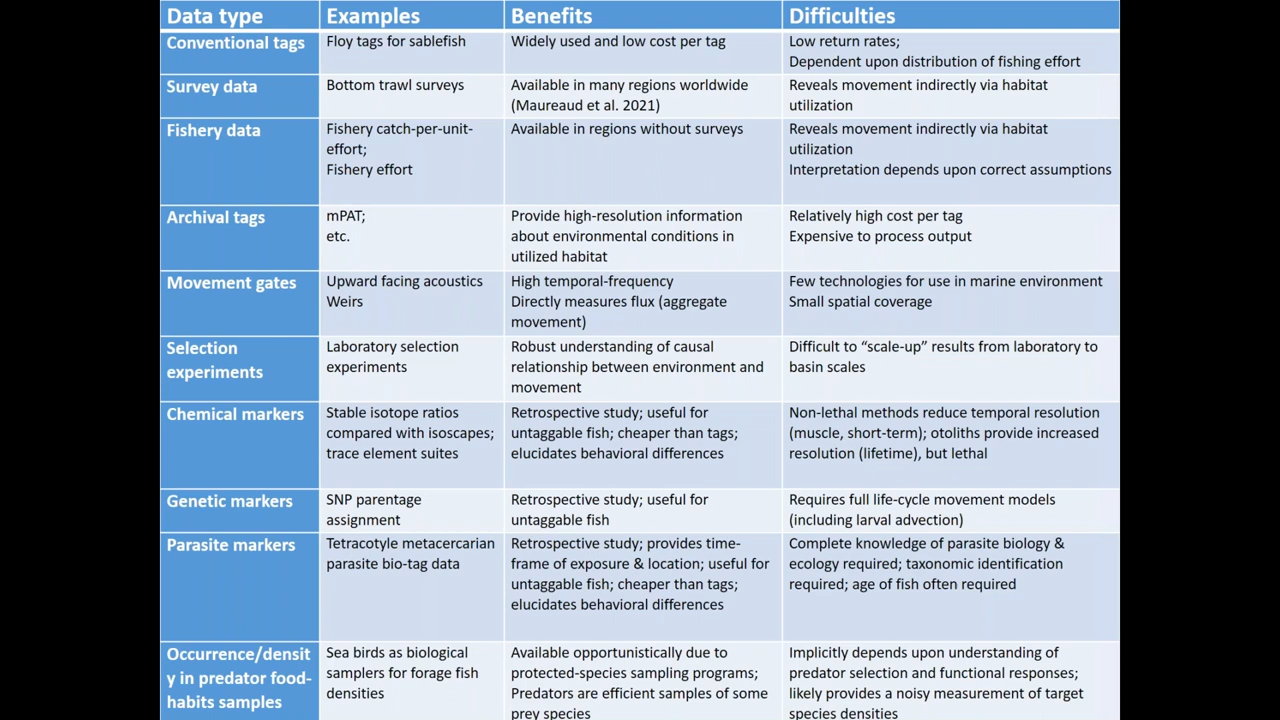 Data type Examples Benefits Difficulties
Conventional tags Floy tags for sablefish Widely used and low cost per tag Low return rates;
Dependent upon distribution of fishing effort
Survey data Bottom trawl surveys Available in many regions worldwide Reveals movement indirectly via habitat
(Maureaud et al. 2021) utilization
Fishery data Fishery catch-per-unit- Available in regions without surveys Reveals movement indirectly via habitat
effort; utilization
Fishery effort Interpretation depends upon correct assumptions
Archival tags mPAT; Provide high-resolution information Relatively high cost per tag
etc. about environmental conditions in Expensive to process output
utilized habitat
Movement gates Upward facing acoustics High temporal-frequency Few technologies for use in marine environment
Weirs Directly measures flux (aggregate Small spatial coverage
movement)
Selection Laboratory selection Robust understanding of causal Difficult to “scale-up” results from laboratory to
experiments experiments relationship between environment and basin scales
movement
Chemical markers Stable isotope ratios Retrospective study; useful for Non-lethal methods reduce temporal resolution
compared with isoscapes; untaggable fish; cheaper than tags; (muscle, short-term); otoliths provide increased
trace element suites elucidates behavioral differences resolution (lifetime), but lethal
Genetic markers SNP parentage Retrospective study; useful for Requires full life-cycle movement models
assignment untaggable fish (including larval advection)
Parasite markers Tetracotyle metacercarian Retrospective study; provides time- Complete knowledge of parasite biology &
parasite bio-tag data frame of exposure & location; useful for ecology required; taxonomic identification
untaggable fish; cheaper than tags; required; age of fish often required
elucidates behavioral differences
Occurrence/densit Sea birds as biological Available opportunistically due to Implicitly depends upon understanding of
y in predator food- samplers for forage fish protected-species sampling programs; predator selection and functional responses;
habits samples densities Predators are efficient samples of some likely provides a noisy measurement of target
prey species species densities